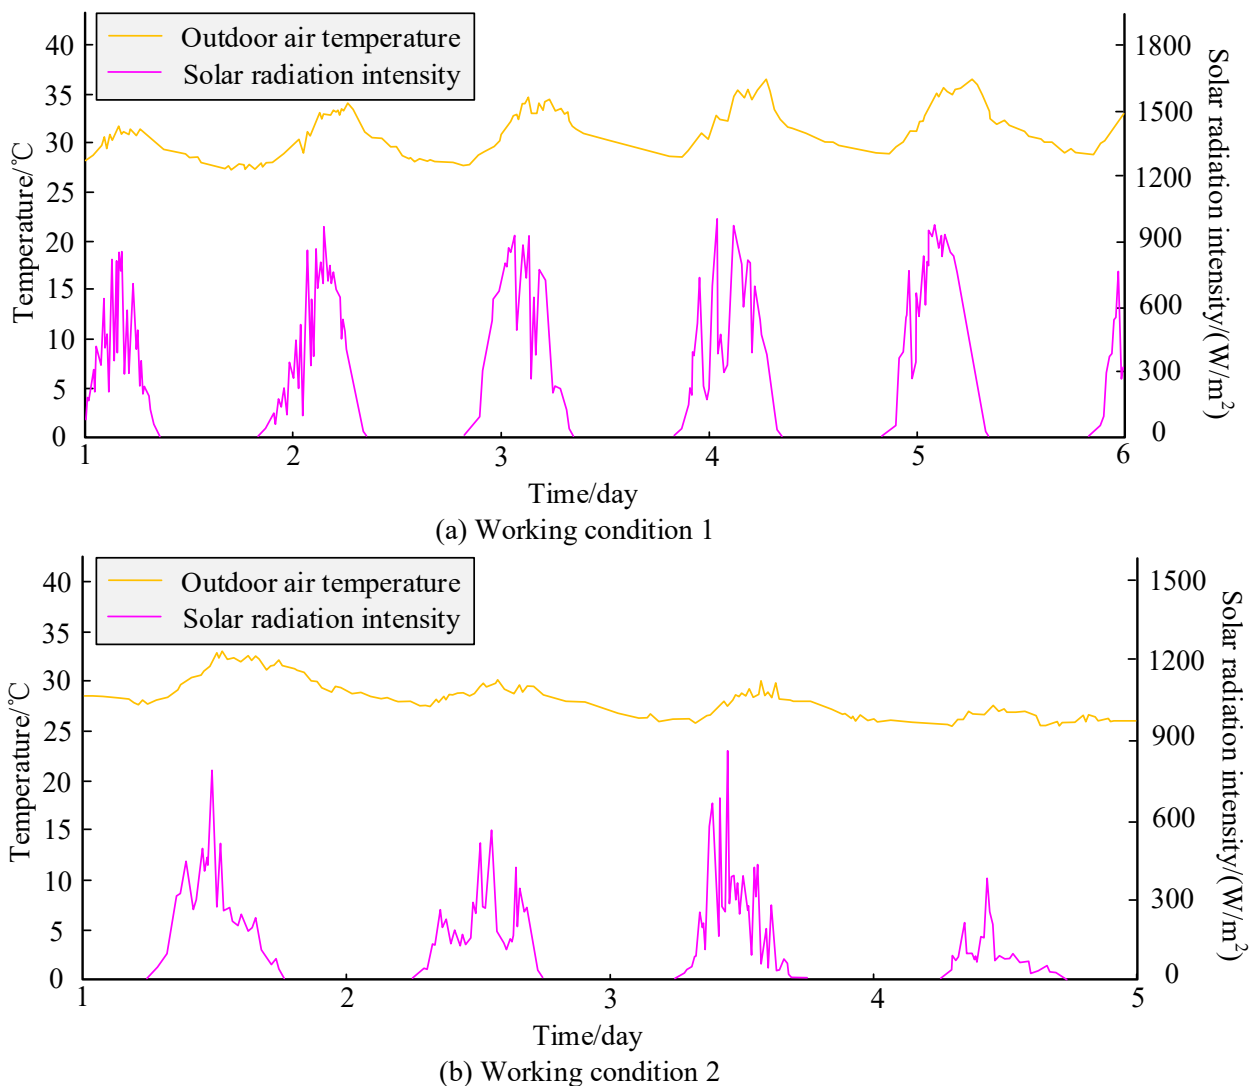 Outdoor air temperature
Solar radiation intensity
40
35
30
25
20
15
10
5
0
Temperature/℃
1800
1500
1200
900
600
300
0
Solar radiation intensity/(W/m²)
1 2 3 4 5 6
Time/day
(a) Working condition 1
Outdoor air temperature
Solar radiation intensity
40
35
30
25
20
15
10
5
0
Temperature/℃
1500
1200
900
600
300
0
Solar radiation intensity/(W/m²)
1 2 3 4 5
Time/day
(b) Working condition 2